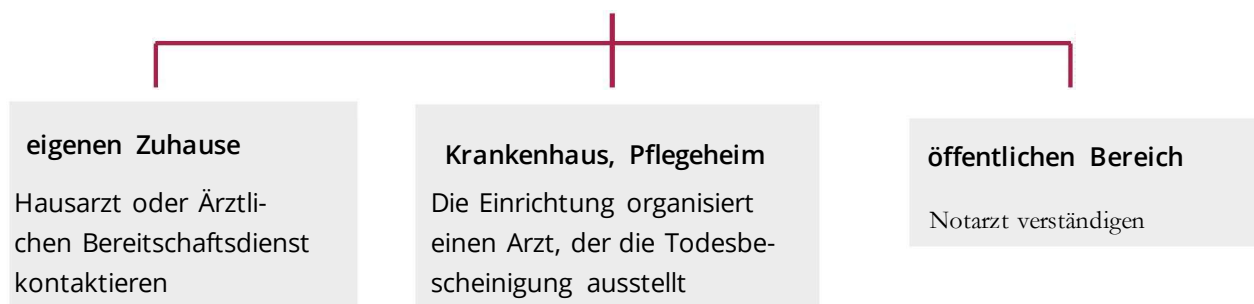 eigenen Zuhause
Hausarzt oder Ärztli-
chen Bereitschaftsdienst
kontaktieren
Krankenhaus, Pflegeheim
Die Einrichtung organisiert
einen Arzt, der die Todesbe-
scheinigung ausstellt
öffentlichen Bereich
Notarzt verständigen